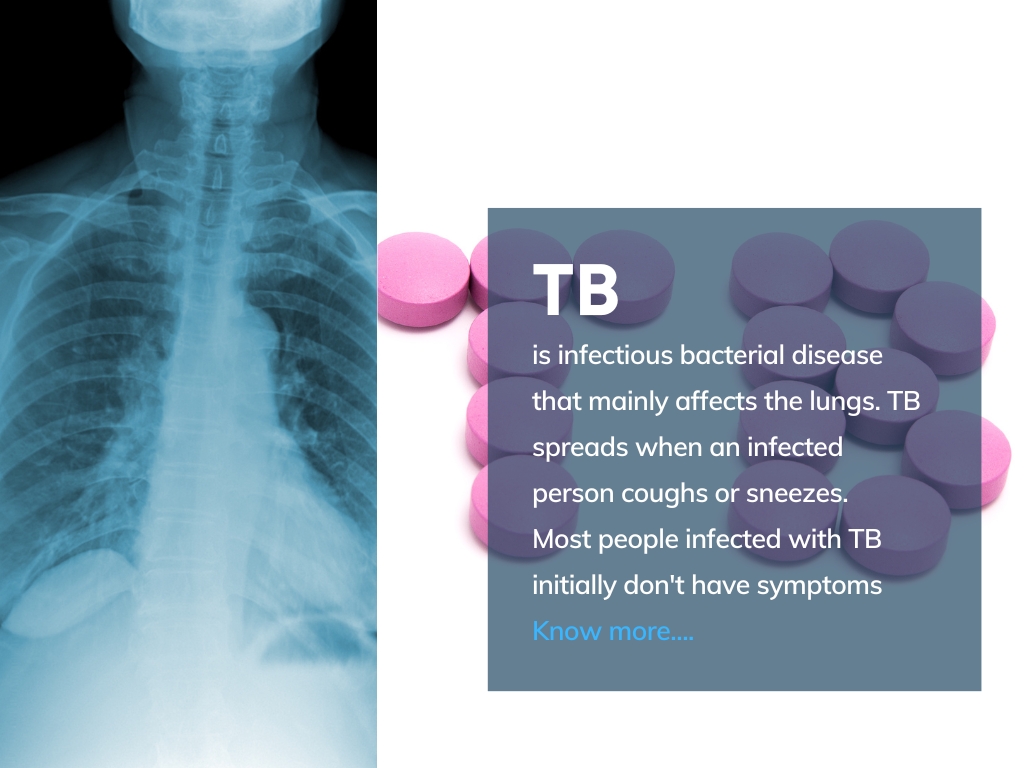 TB
is infectious bacterial disease
that mainly affects the lungs. TB
spreads when an infected
person coughs or sneezes.
Most people infected with TB
initially don't have symptoms
Know more....